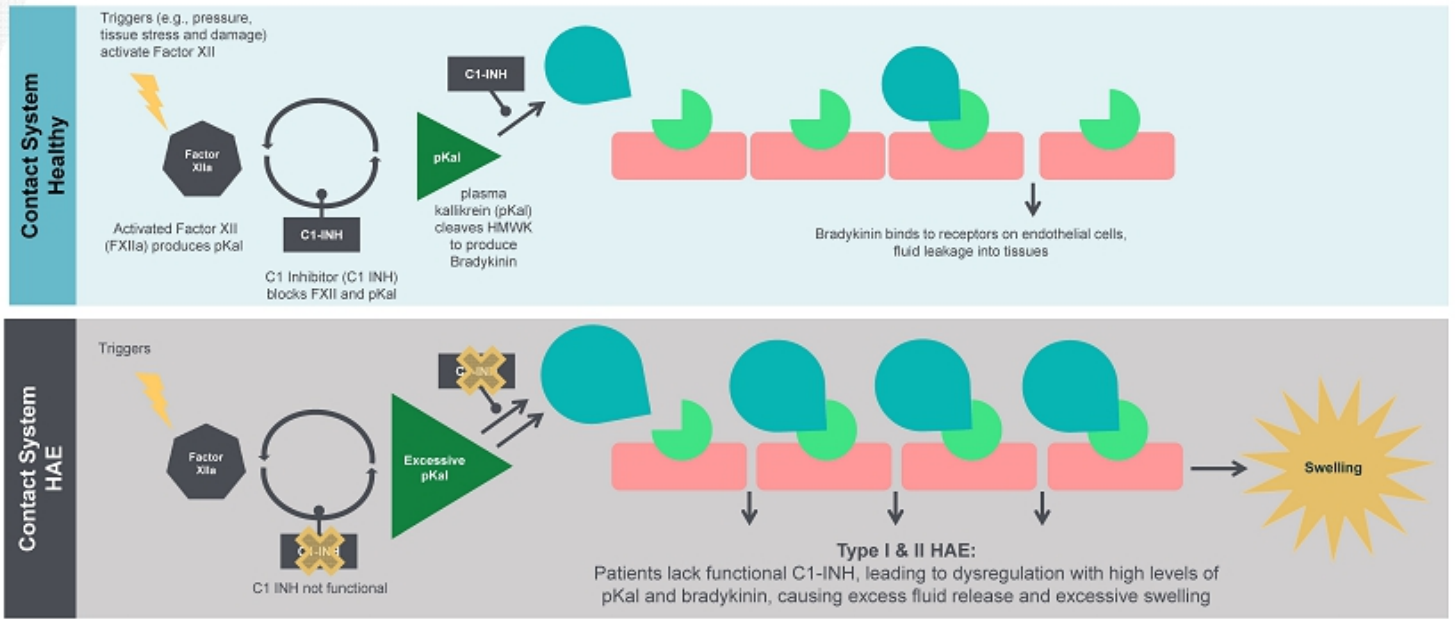 Contact System
Healthy
Triggers (e.g., pressure,
tissue stress and damage)
activate Factor XII
Factor
XIIa
Activated Factor XII
(FXIIa) produces pKal
C1-INH
C1 Inhibitor (C1 INH)
blocks FXII and pKal
pKal
plasma
kallikrein (pKal)
cleaves HMWK
to produce
Bradykinin
C1-INH
Bradykinin binds to receptors on endothelial cells,
fluid leakage into tissues
Contact System
HAE
Triggers
Factor
XIIa
C1-INH
C1 INH not functional
Excessive
pKal
C1-INH
Swelling
Type I & II HAE:
Patients lack functional C1-INH, leading to dysregulation with high levels of
pKal and bradykinin, causing excess fluid release and excessive swelling